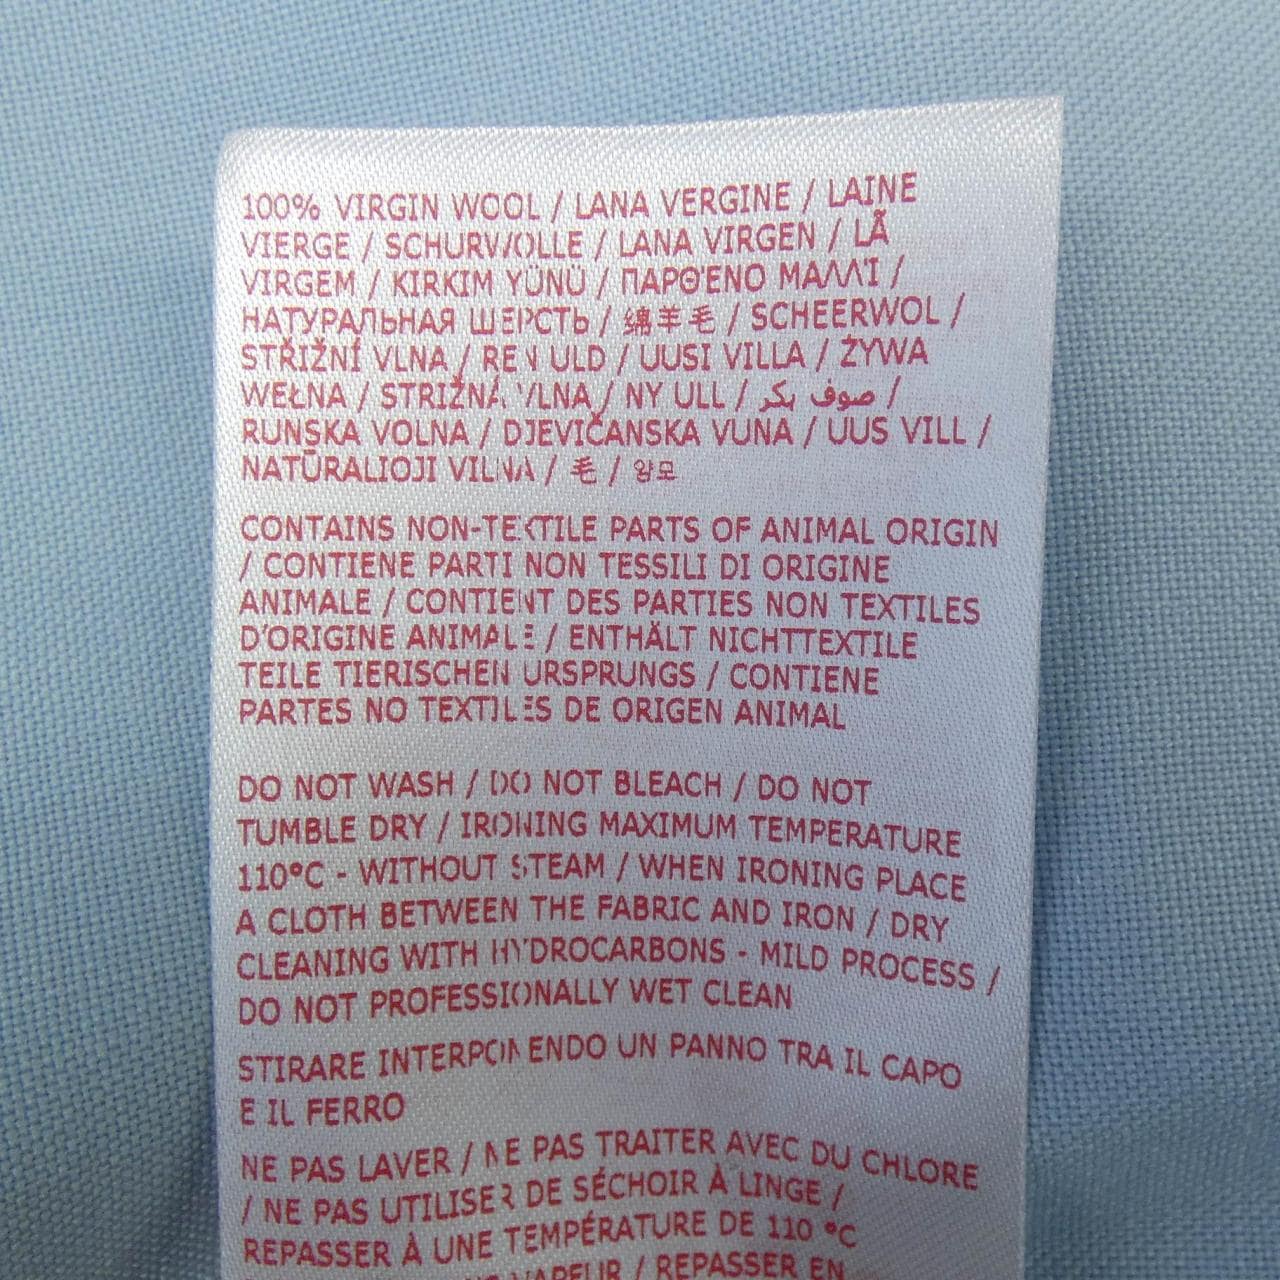 100% VIRGIN WOOL / LANA VERGINE / LAINE
VIERGE / SCHURWOLLE / LANA VIRGEN / LÃ
VIRGEM / KIRKIM YÜNÜ / ΠΑΡΘΈΝΟ ΜΑΛΛΊ /
НАТУРАЛЬНАЯ ШЕРСТЬ / 绵羊毛 / SCHEERWOL /
STŘIŽNÍ VLNA / REN ULD / UUSI VILLA / ŻYWA
WEŁNA / STRIŽNÁ VLNA / NY ULL / صوف بكر /
RUNSKA VOLNA / DJEVIČANSKA VUNA / UUS VILL /
NATŪRALIOJI VILNA / 毛 / 양모
CONTAINS NON-TEXTILE PARTS OF ANIMAL ORIGIN
/ CONTIENE PARTI NON TESSILI DI ORIGINE
ANIMALE / CONTIENT DES PARTIES NON TEXTILES
D'ORIGINE ANIMALE / ENTHÄLT NICHTTEXTILE
TEILE TIERISCHEN URSPRUNGS / CONTIENE
PARTES NO TEXTILES DE ORIGEN ANIMAL
DO NOT WASH / DO NOT BLEACH / DO NOT
TUMBLE DRY / IRONING MAXIMUM TEMPERATURE
110°C - WITHOUT STEAM / WHEN IRONING PLACE
A CLOTH BETWEEN THE FABRIC AND IRON / DRY
CLEANING WITH HYDROCARBONS - MILD PROCESS /
DO NOT PROFESSIONALLY WET CLEAN
STIRARE INTERPONENDO UN PANNO TRA IL CAPO
E IL FERRO
NE PAS LAVER / NE PAS TRAITER AVEC DU CHLORE
/ NE PAS UTILISER DE SÉCHOIR À LINGE /
REPASSER À UNE TEMPÉRATURE DE 110 °C
VAPEUR / REPASSER EN